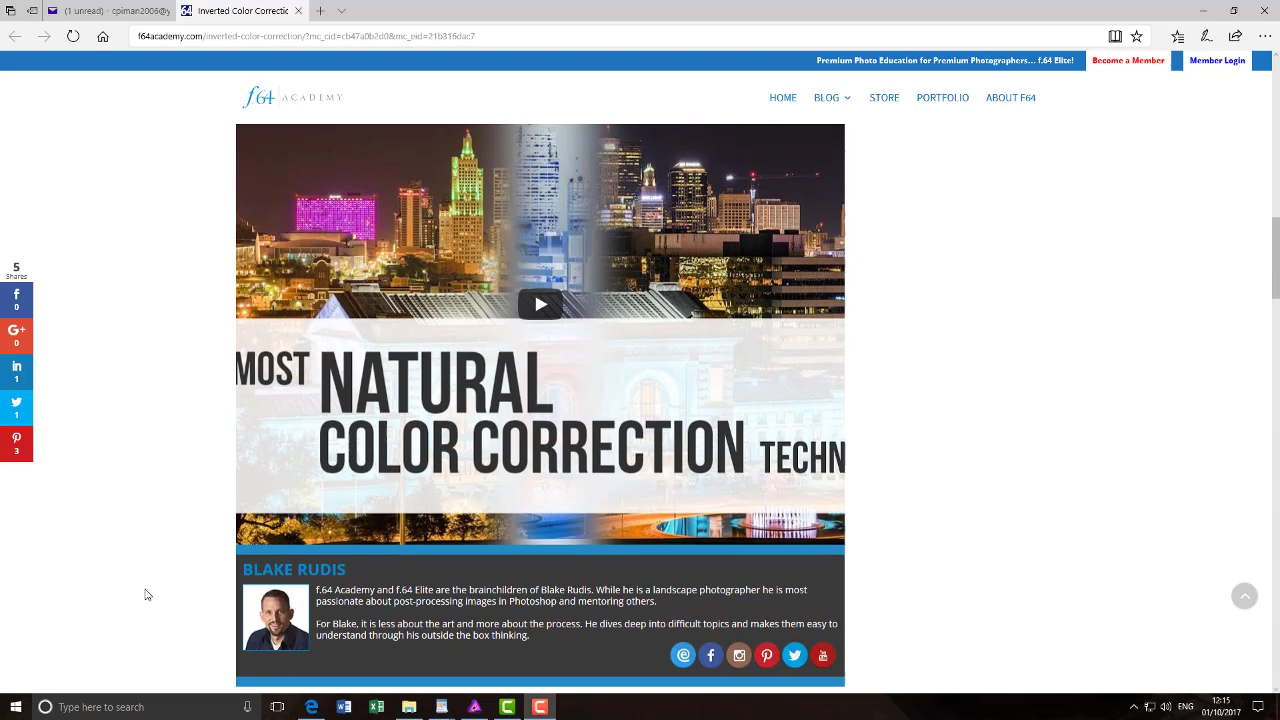 (1 unread) - pipman2006@y
Inverted Color Correction
f64academy.com/inverted-color-correction/?mc_cid=cb47a0b2d0&mc_eid=21b316dac7
Premium Photo Education for Premium Photographers... f.64 Elite!
Become a Member
Member Login
f64 ACADEMY
HOME
BLOG
STORE
PORTFOLIO
ABOUT F64
5
Shares
0
G+
0
in
1
1
3
MOST NATURAL
COLOR CORRECTION TECHN
BLAKE RUDIS
f.64 Academy and f.64 Elite are the brainchildren of Blake Rudis. While he is a landscape photographer he is most
passionate about post-processing images in Photoshop and mentoring others.
For Blake, it is less about the art and more about the process. He dives deep into difficult topics and makes them easy to
understand through his outside the box thinking.
Type here to search
ENG
12:15
01/10/2017